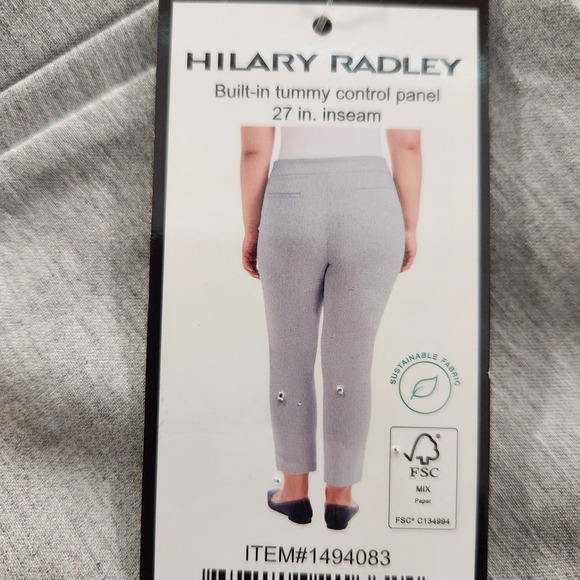 HILARY RADLEY
Built-in tummy control panel
27 in. inseam
SUSTAINABLE FABRIC
FSC
MIX
Paper
FSC® C134994
ITEM#1494083